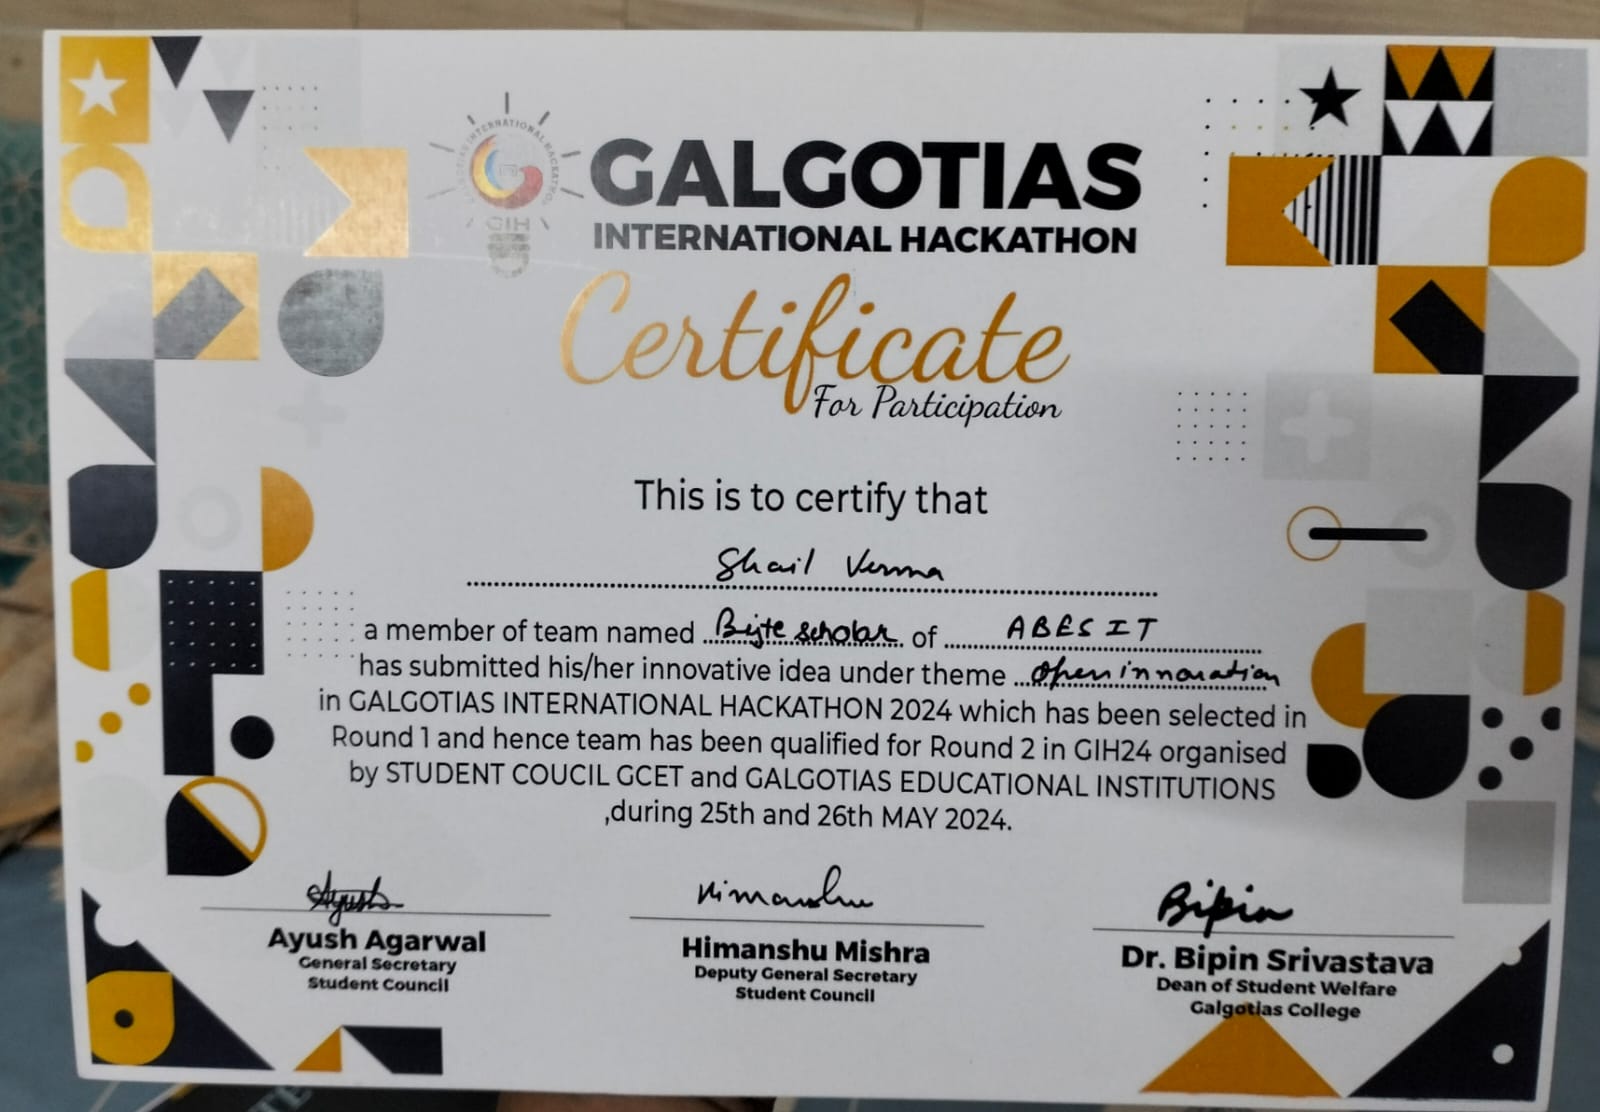 GALGOTIAS INTERNATIONAL HACKATHON
GIH
GALGOTIAS
INTERNATIONAL HACKATHON
Certificate
For Participation
This is to certify that
Shail Verma
a member of team named Byte scholar of ABESIT
has submitted his/her innovative idea under theme open innovation
in GALGOTIAS INTERNATIONAL HACKATHON 2024 which has been selected in
Round 1 and hence team has been qualified for Round 2 in GIH24 organised
by STUDENT COUCIL GCET and GALGOTIAS EDUCATIONAL INSTITUTIONS
,during 25th and 26th MAY 2024.
Ayush
Himanshu
Bipin
Ayush Agarwal
General Secretary
Student Council
Himanshu Mishra
Deputy General Secretary
Student Council
Dr. Bipin Srivastava
Dean of Student Welfare
Galgotias College